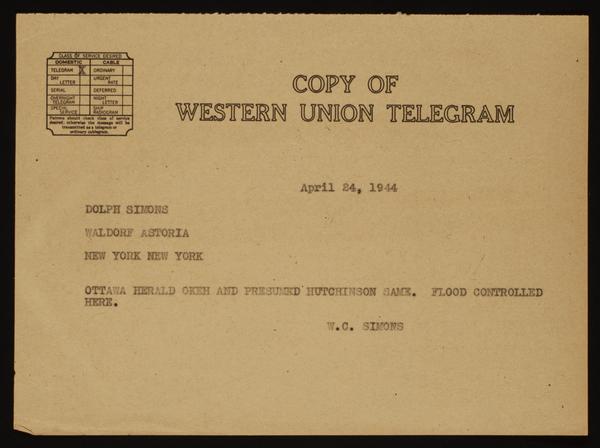 CLASS OF SERVICE DESIRED
DOMESTIC CABLE
TELEGRAM X ORDINARY
DAY LETTER URGENT RATE
SERIAL DEFERRED
OVERNIGHT TELEGRAM NIGHT LETTER
SPECIAL SERVICE SHIP RADIOGRAM
Patrons should check class of service
desired; otherwise the message will be
transmitted as a telegram or
ordinary cablegram.
COPY OF
WESTERN UNION TELEGRAM
April 24, 1944
DOLPH SIMONS
WALDORF ASTORIA
NEW YORK NEW YORK
OTTAWA HERALD OKEH AND PRESUMED HUTCHINSON SAME. FLOOD CONTROLLED
HERE.
W.C. SIMONS